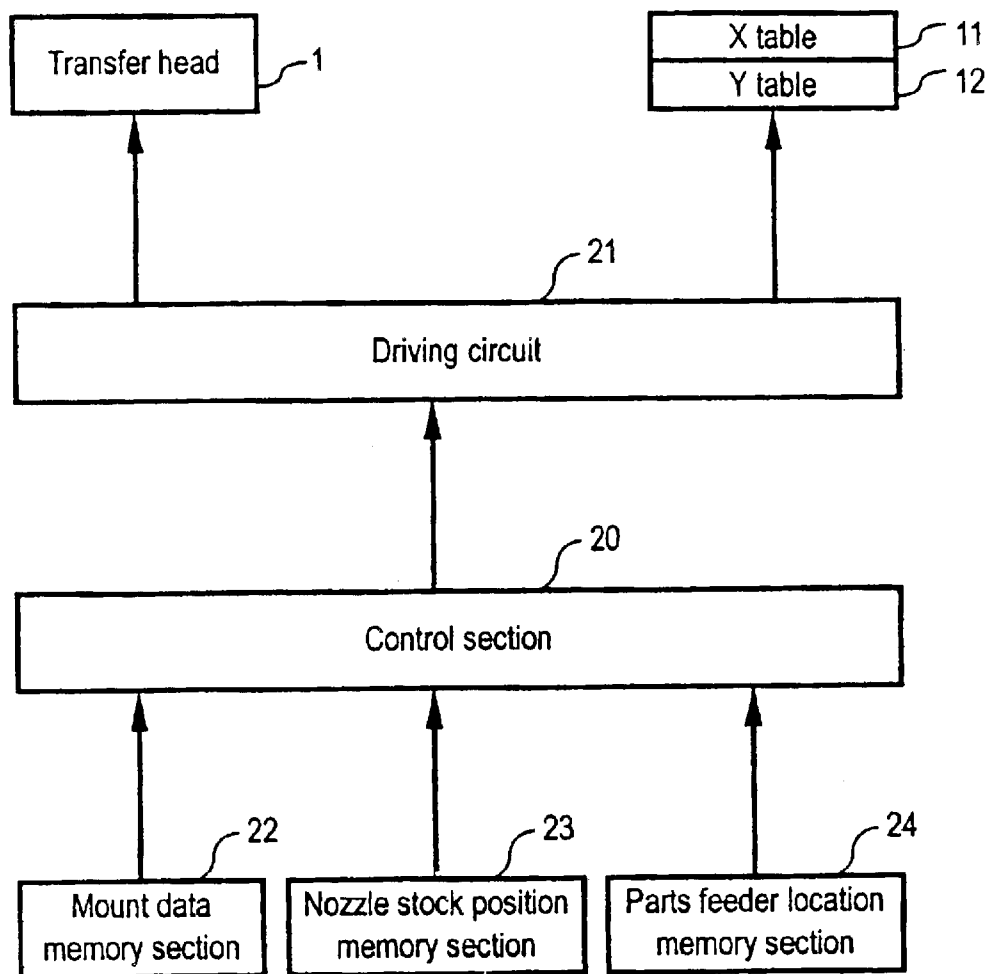 Transfer head
1
X table
11
Y table
12
21
Driving circuit
20
Control section
22
23
24
Mount data
memory section
Nozzle stock position
memory section
Parts feeder location
memory section